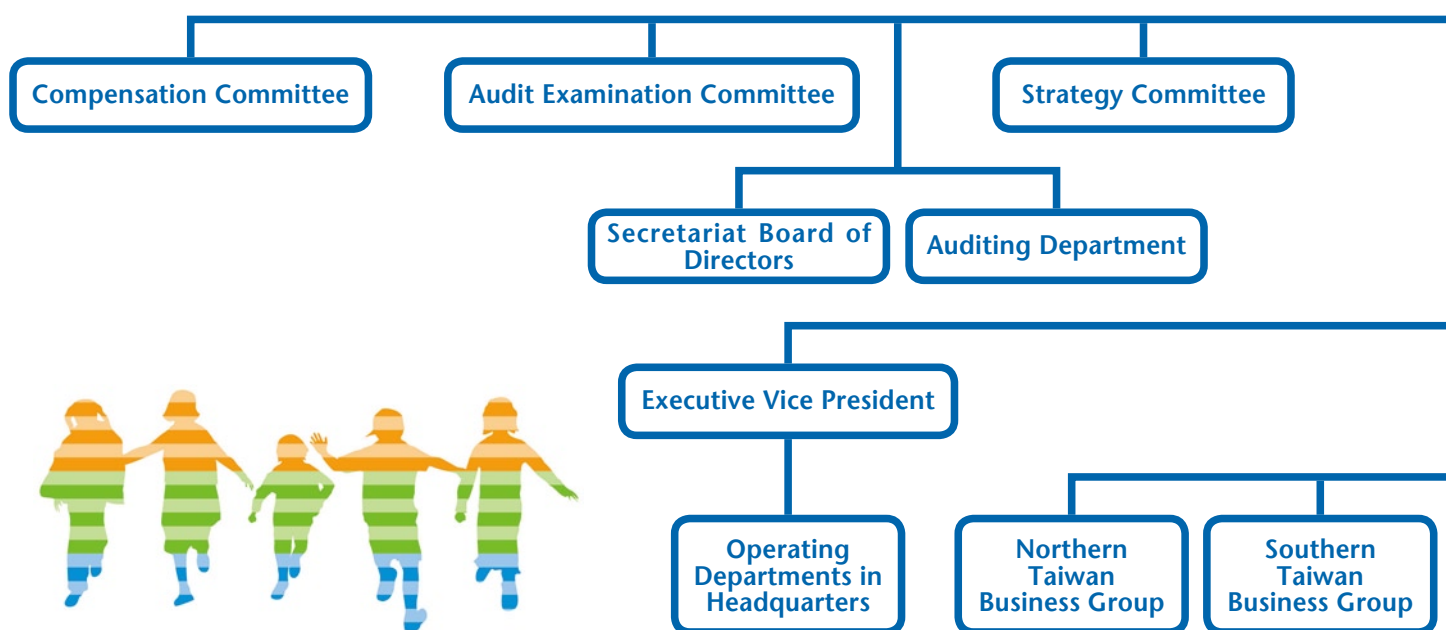 Compensation Committee
Audit Examination Committee
Strategy Committee
Secretariat Board of
Directors
Auditing Department
Executive Vice President
Operating
Departments in
Headquarters
Northern
Taiwan
Business Group
Southern
Taiwan
Business Group